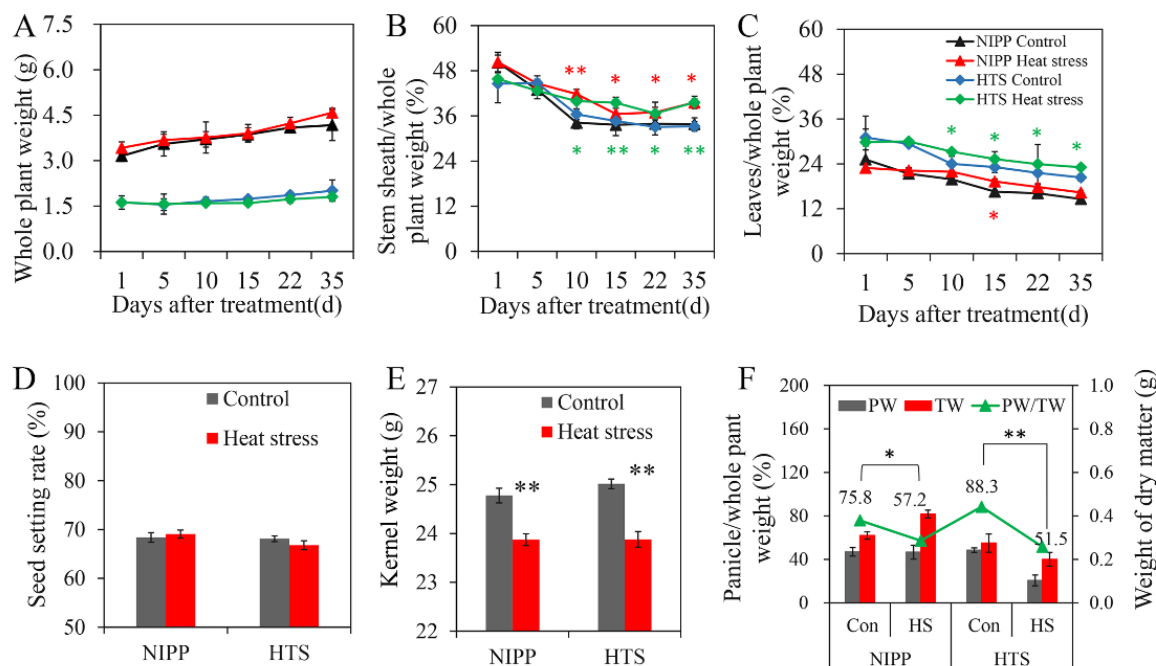 A
Whole plant weight (g)
7.5
6.0
4.5
3.0
1.5
0.0
1 5 10 15 22 35
Days after treatment(d)
B
Stem sheath/whole
plant weight (%)
60
48
36
24
12
0
** * * *
* ** * **
1 5 10 15 22 35
Days after treatment(d)
C
Leaves/whole plant
weight (%)
60
48
36
24
12
0
NIPP Control
NIPP Heat stress
HTS Control
HTS Heat stress
* * * *
*
1 5 10 15 22 35
Days after treatment(d)
D
Seed setting rate (%)
100
90
80
70
60
50
Control
Heat stress
NIPP HTS
E
Kernel weight (g)
27
26
25
24
23
22
Control
Heat stress
** **
NIPP HTS
F
Panicle/whole pant
weight (%)
200
160
120
80
40
0
PW TW PW/TW
* **
75.8 57.2 88.3 51.5
1.0
0.8
0.6
0.4
0.2
0.0
Weight of dry matter (g)
Con HS Con HS
NIPP HTS